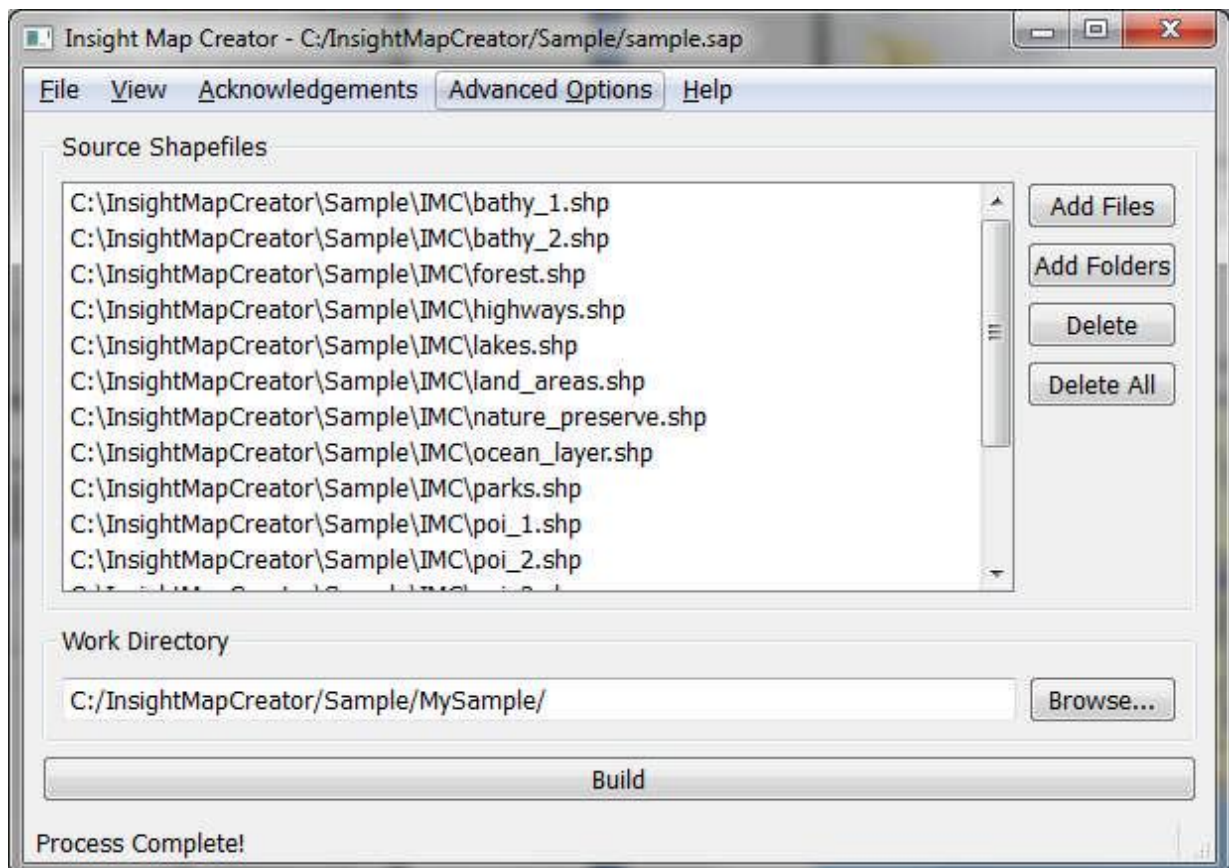 Insight Map Creator - C:/InsightMapCreator/Sample/sample.sap
File View Acknowledgements Advanced Options Help
Source Shapefiles
C:\InsightMapCreator\Sample\IMC\bathy_1.shp
C:\InsightMapCreator\Sample\IMC\bathy_2.shp
C:\InsightMapCreator\Sample\IMC\forest.shp
C:\InsightMapCreator\Sample\IMC\highways.shp
C:\InsightMapCreator\Sample\IMC\lakes.shp
C:\InsightMapCreator\Sample\IMC\land_areas.shp
C:\InsightMapCreator\Sample\IMC\nature_preserve.shp
C:\InsightMapCreator\Sample\IMC\ocean_layer.shp
C:\InsightMapCreator\Sample\IMC\parks.shp
C:\InsightMapCreator\Sample\IMC\poi_1.shp
C:\InsightMapCreator\Sample\IMC\poi_2.shp
Add Files
Add Folders
Delete
Delete All
Work Directory
C:/InsightMapCreator/Sample/MySample/
Browse...
Build
Process Complete!